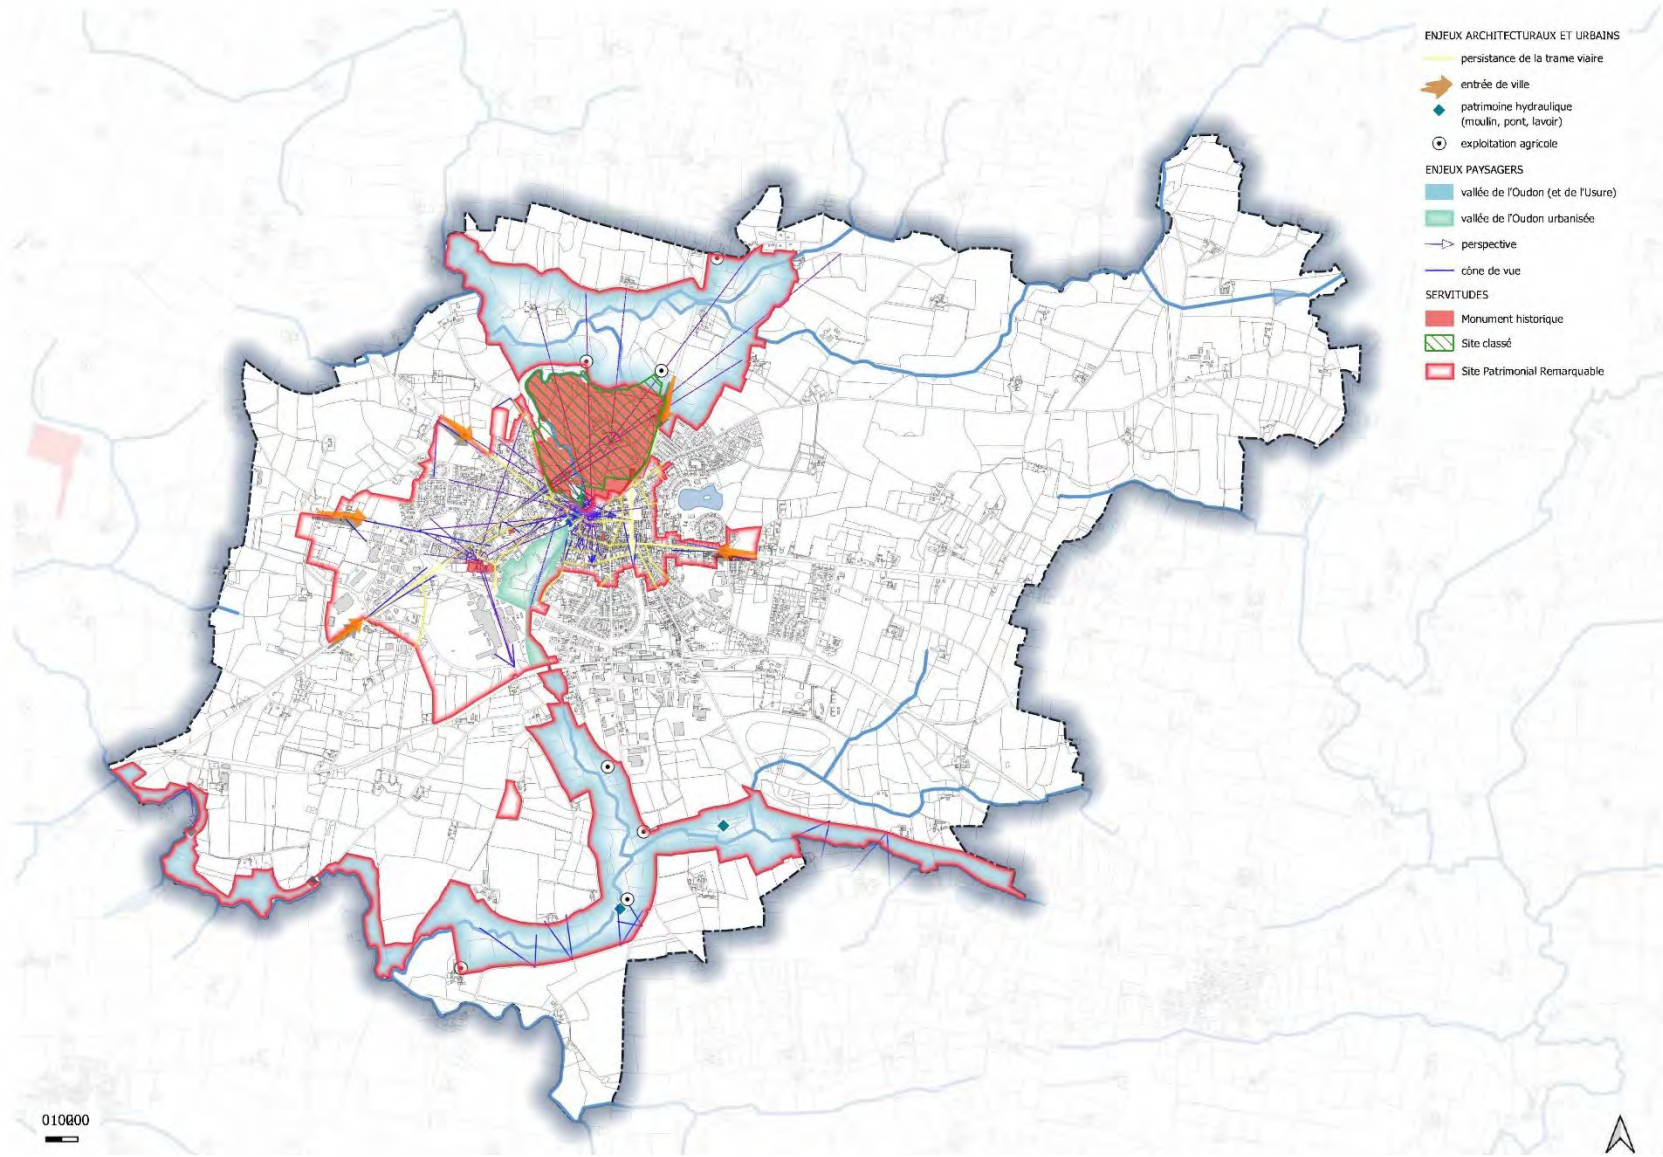 ENJEUX ARCHITECTURAUX ET URBAINS
persistance de la trame viaire
entrée de ville
patrimoine hydraulique
(moulin, pont, lavoir)
exploitation agricole
ENJEUX PAYSAGERS
vallée de l'Oudon (et de l'Usure)
vallée de l'Oudon urbanisée
perspective
cône de vue
SERVITUDES
Monument historique
Site classé
Site Patrimonial Remarquable